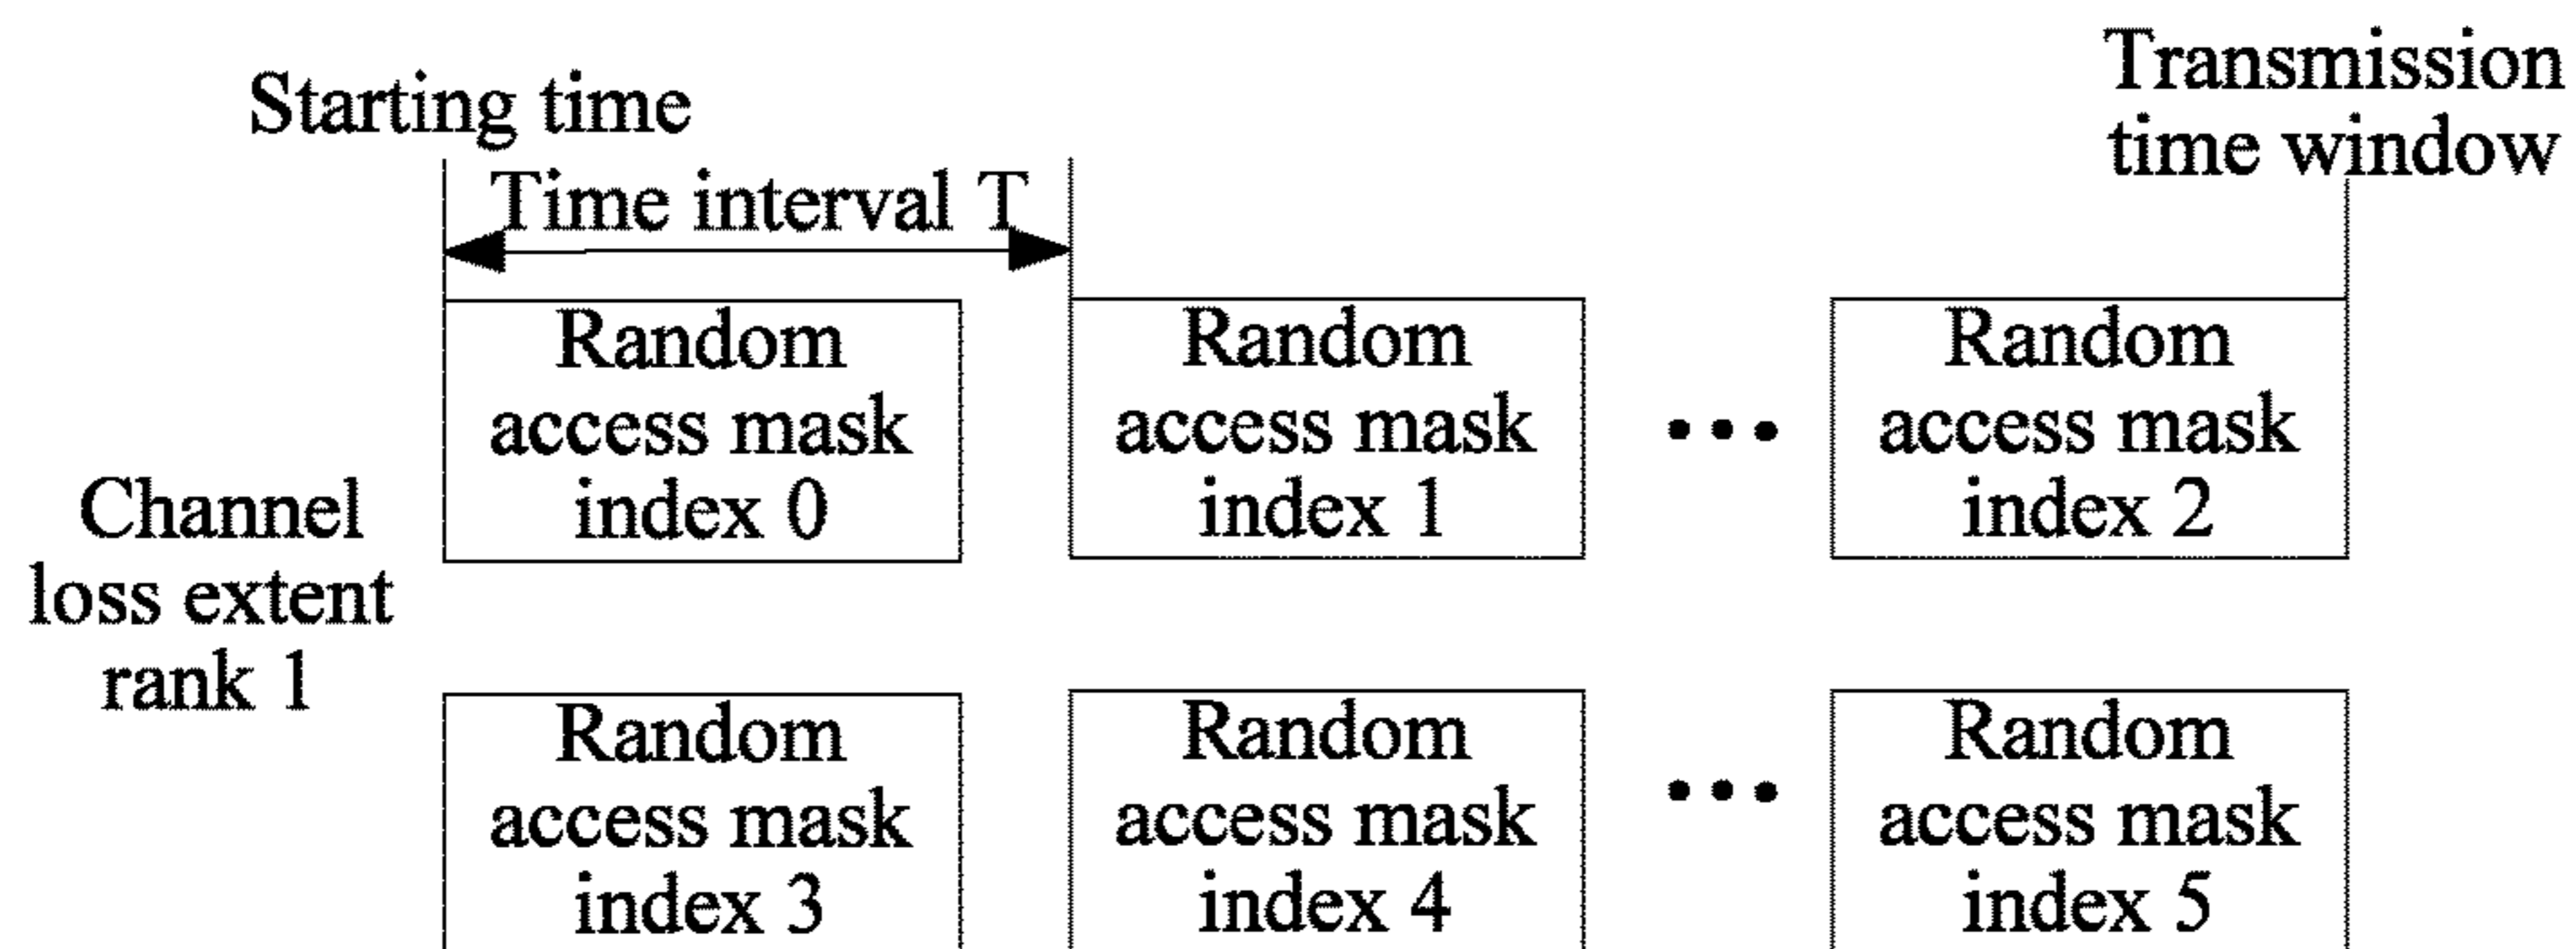 Transmission
time window
Starting time
Time interval T
Random
access mask
index 0
Random
access mask
index 1
•••
Random
access mask
index 2
Channel
loss extent
rank 1
Random
access mask
index 3
Random
access mask
index 4
•••
Random
access mask
index 5